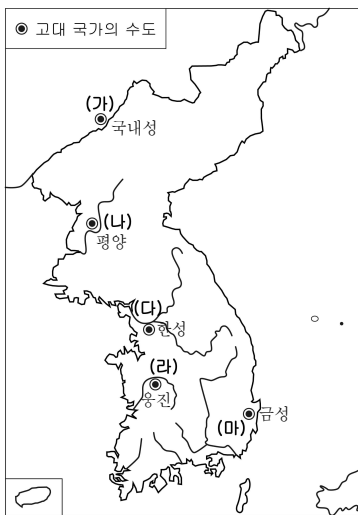 ◉ 고대 국가의 수도
(가)
국내성
(나)
평양
(다)
한성
(라)
웅진
(마)
금성